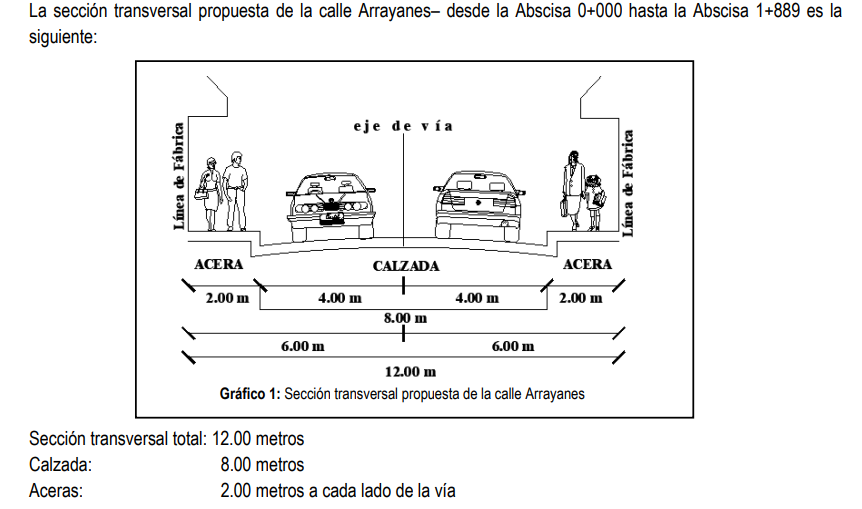 La sección transversal propuesta de la calle Arrayanes– desde la Abscisa 0+000 hasta la Abscisa 1+889 es la
siguiente:
eje de vía
Línea de Fábrica
Línea de Fábrica
ACERA CALZADA ACERA
2.00 m 4.00 m 4.00 m 2.00 m
8.00 m
6.00 m 6.00 m
12.00 m
Gráfico 1: Sección transversal propuesta de la calle Arrayanes
Sección transversal total: 12.00 metros
Calzada: 8.00 metros
Aceras: 2.00 metros a cada lado de la vía